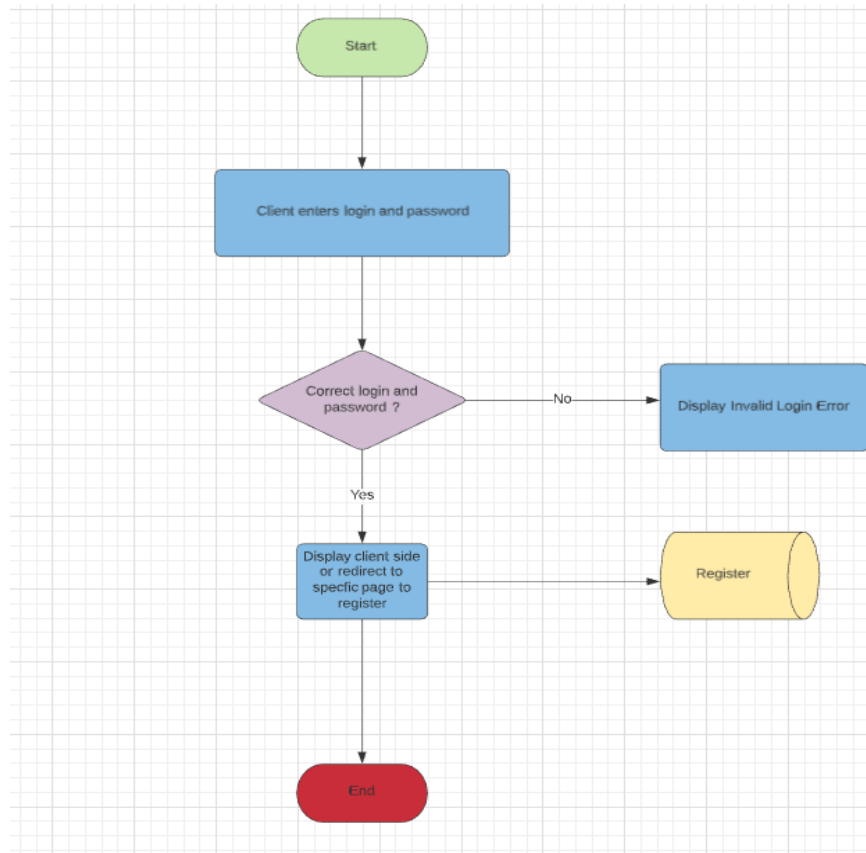 Start
Client enters login and password
Correct login and
password ?
No
Display Invalid Login Error
Yes
Display client side
or redirect to
specfic page to
register
Register
End